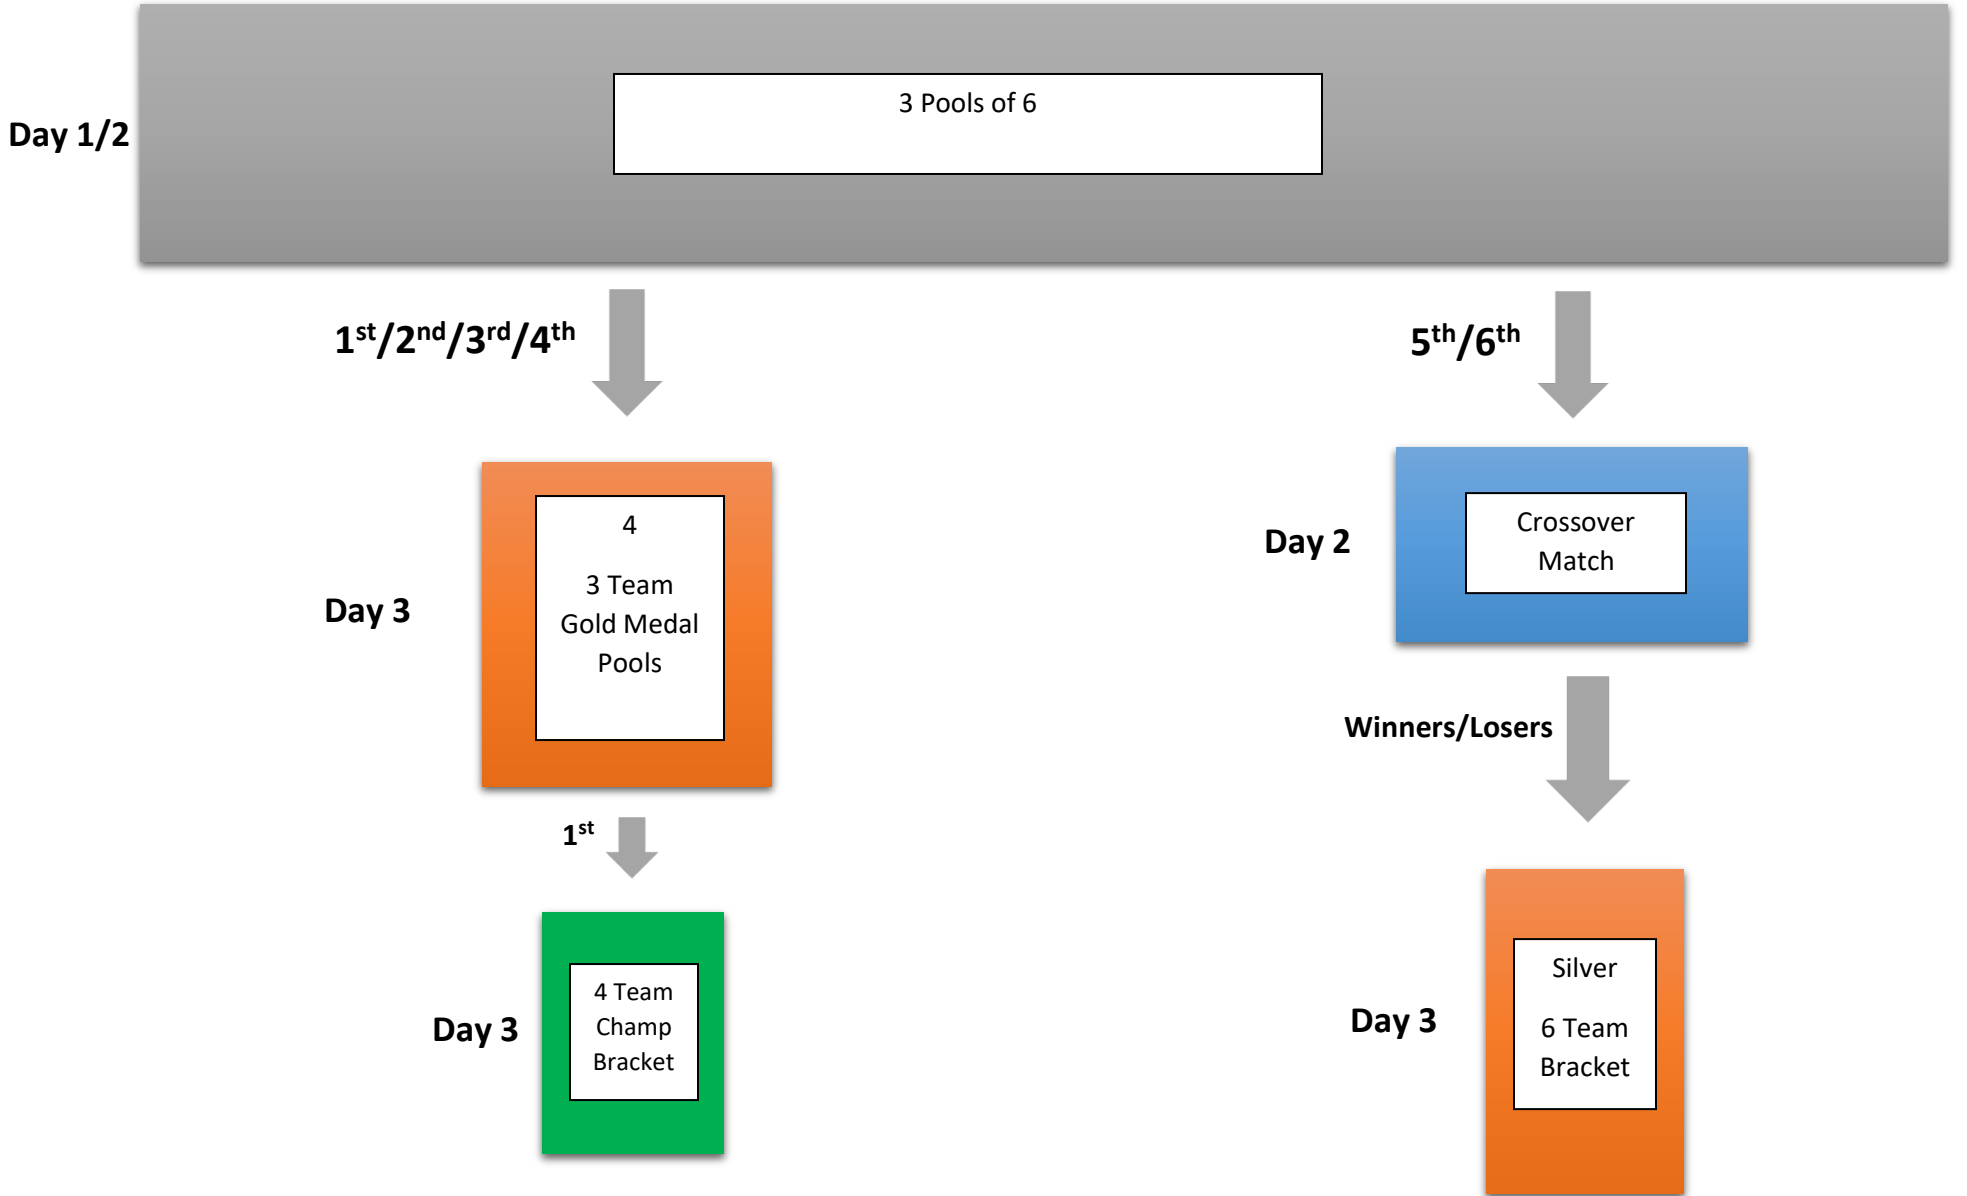 3 Pools of 6
Day 1/2
1st/2nd/3rd/4th
5th/6th
4
3 Team
Gold Medal
Pools
Day 3
Crossover
Match
Day 2
Winners/Losers
1st
4 Team
Champ
Bracket
Day 3
Silver
6 Team
Bracket
Day 3